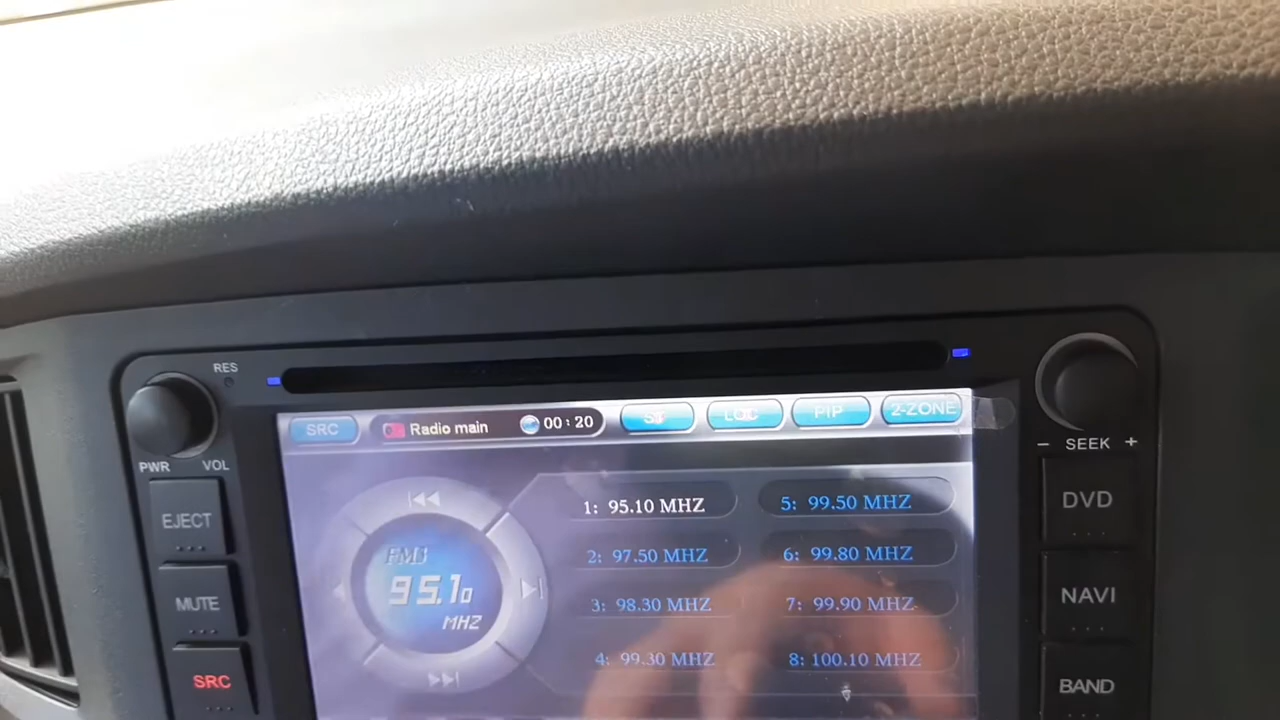 RES
SRC Radio main 00:20 LOC PIP 2-ZONE
PWR VOL
− SEEK +
EJECT
MUTE
SRC
FM1
95.10
MHZ
1: 95.10 MHZ
2: 97.50 MHZ
3: 98.30 MHZ
4: 99.30 MHZ
5: 99.50 MHZ
6: 99.80 MHZ
7: 99.90 MHZ
8: 100.10 MHZ
DVD
NAVI
BAND